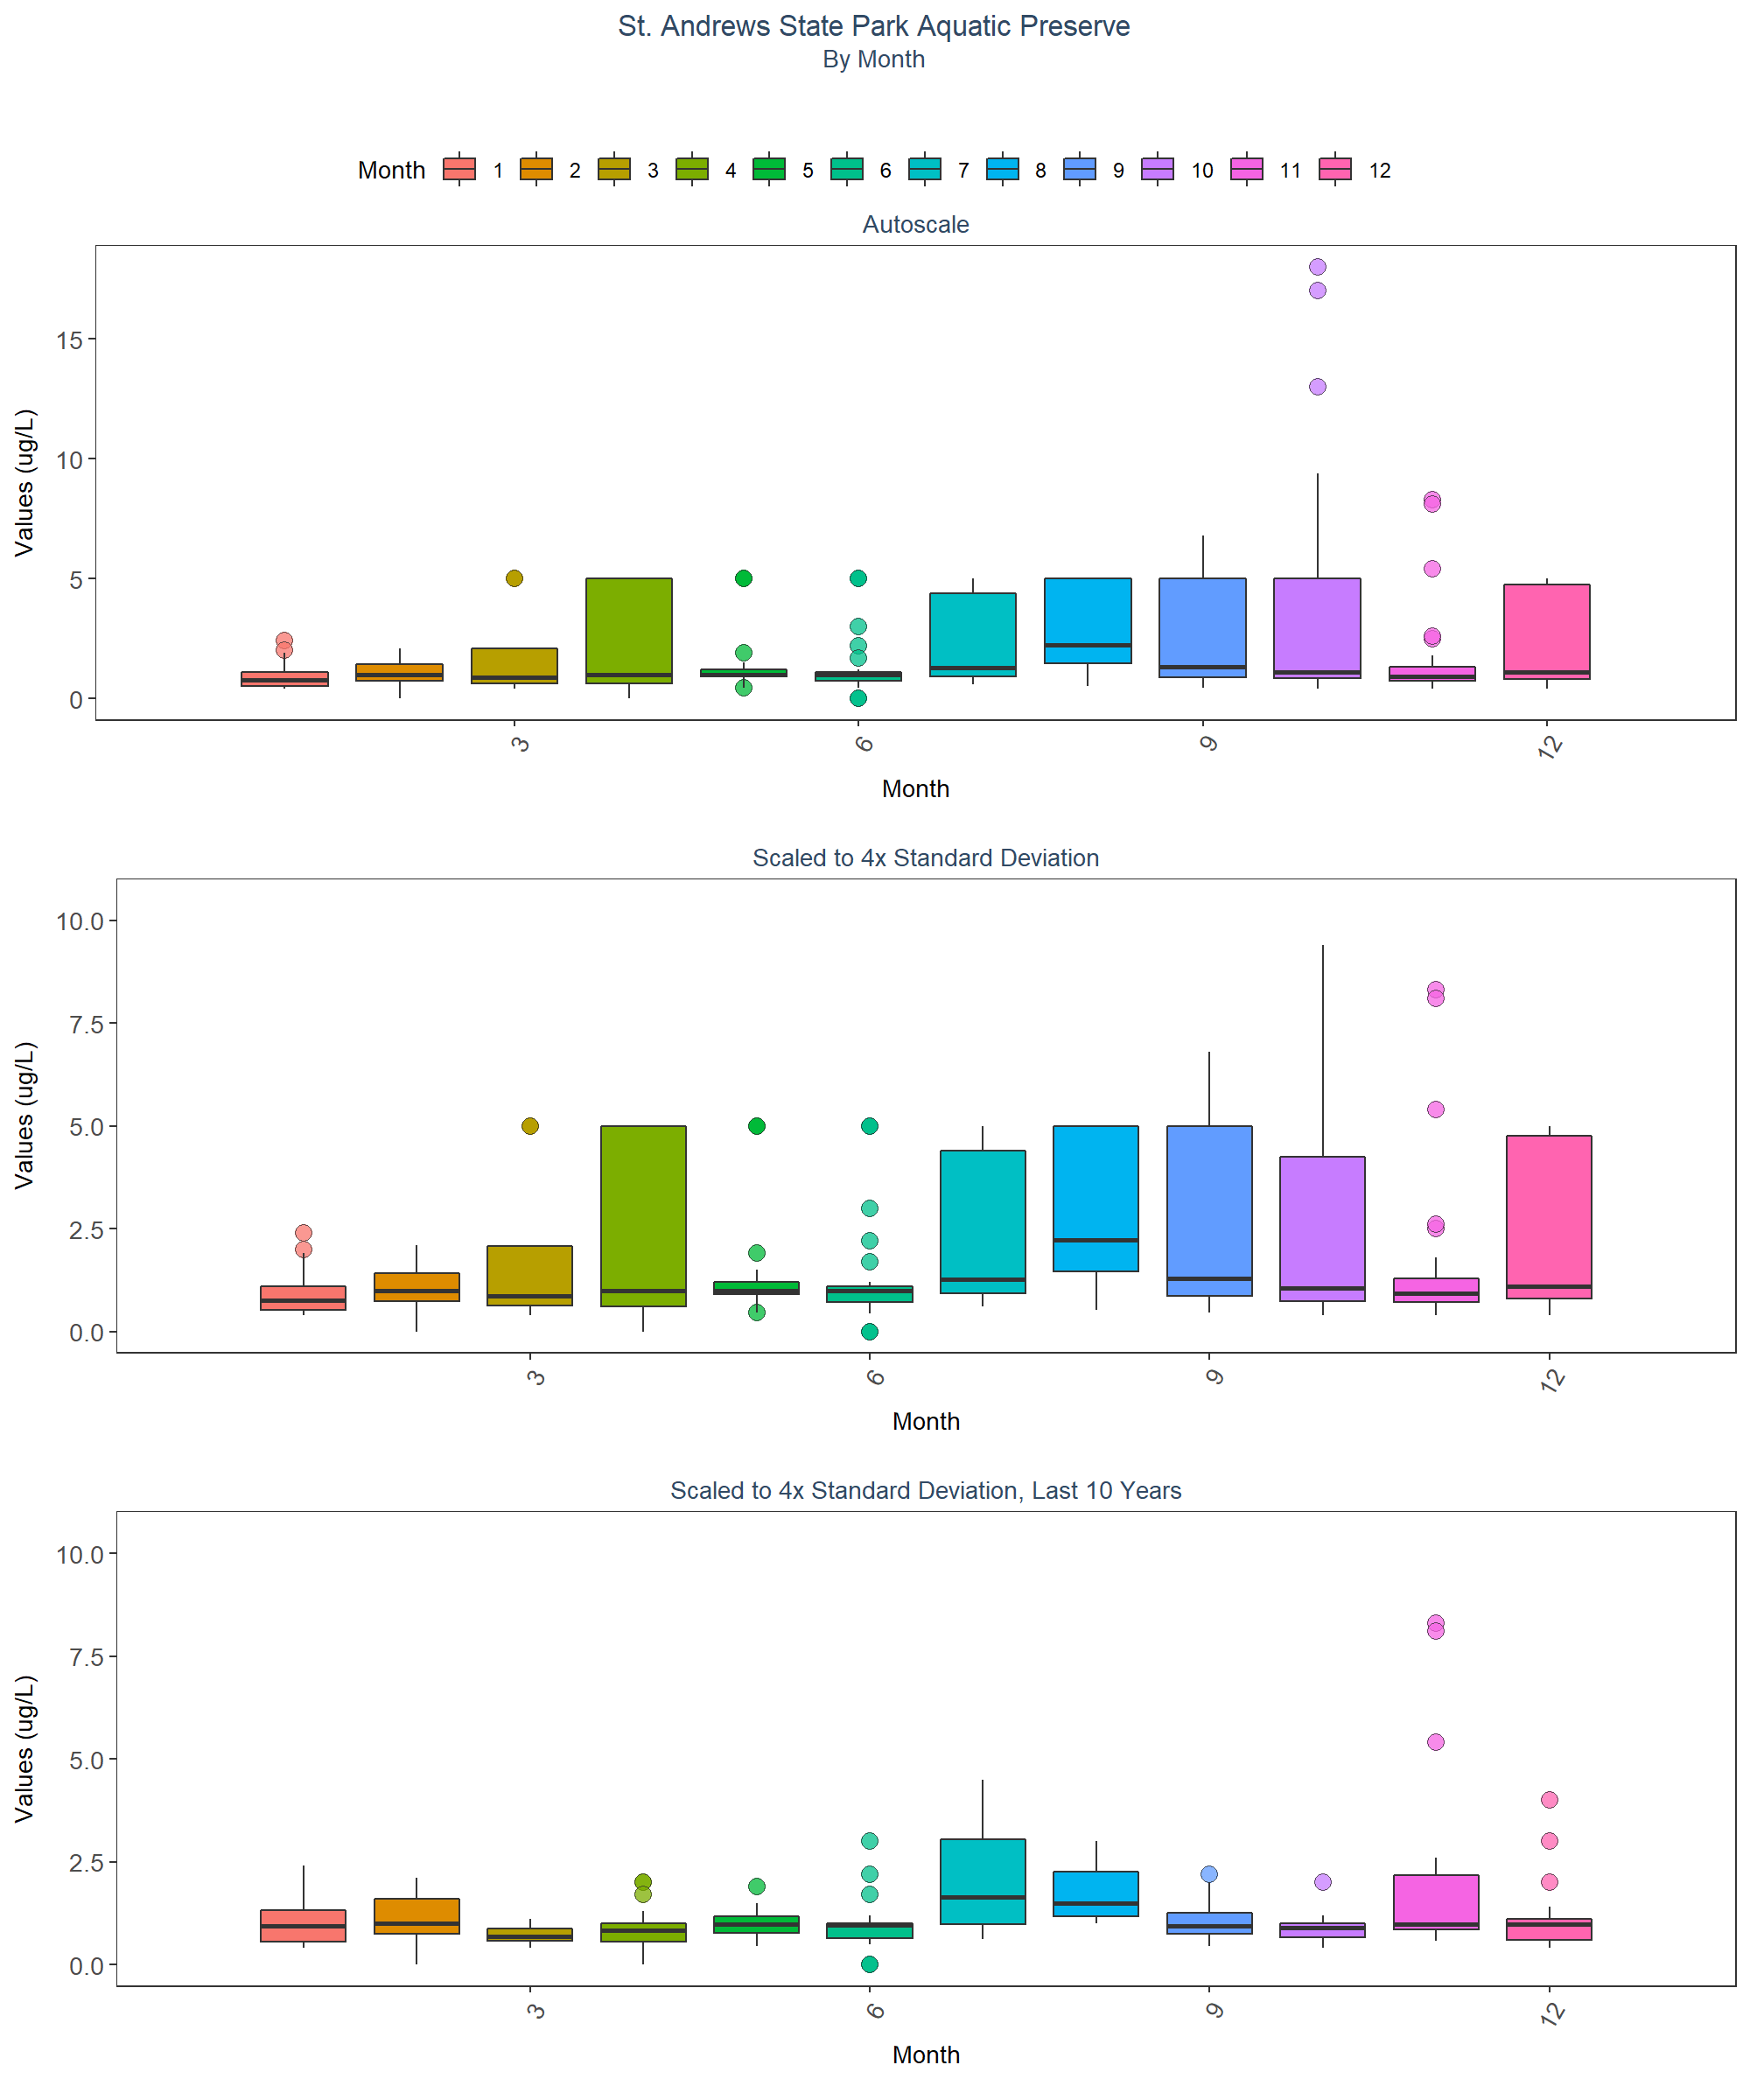 St. Andrews State Park Aquatic Preserve
By Month
Month 1 2 3 4 5 6 7 8 9 10 11 12
Autoscale
Values (ug/L)
15
10
5
0
3 6 9 12
Month
Scaled to 4x Standard Deviation
Values (ug/L)
10.0
7.5
5.0
2.5
0.0
3 6 9 12
Month
Scaled to 4x Standard Deviation, Last 10 Years
Values (ug/L)
10.0
7.5
5.0
2.5
0.0
3 6 9 12
Month